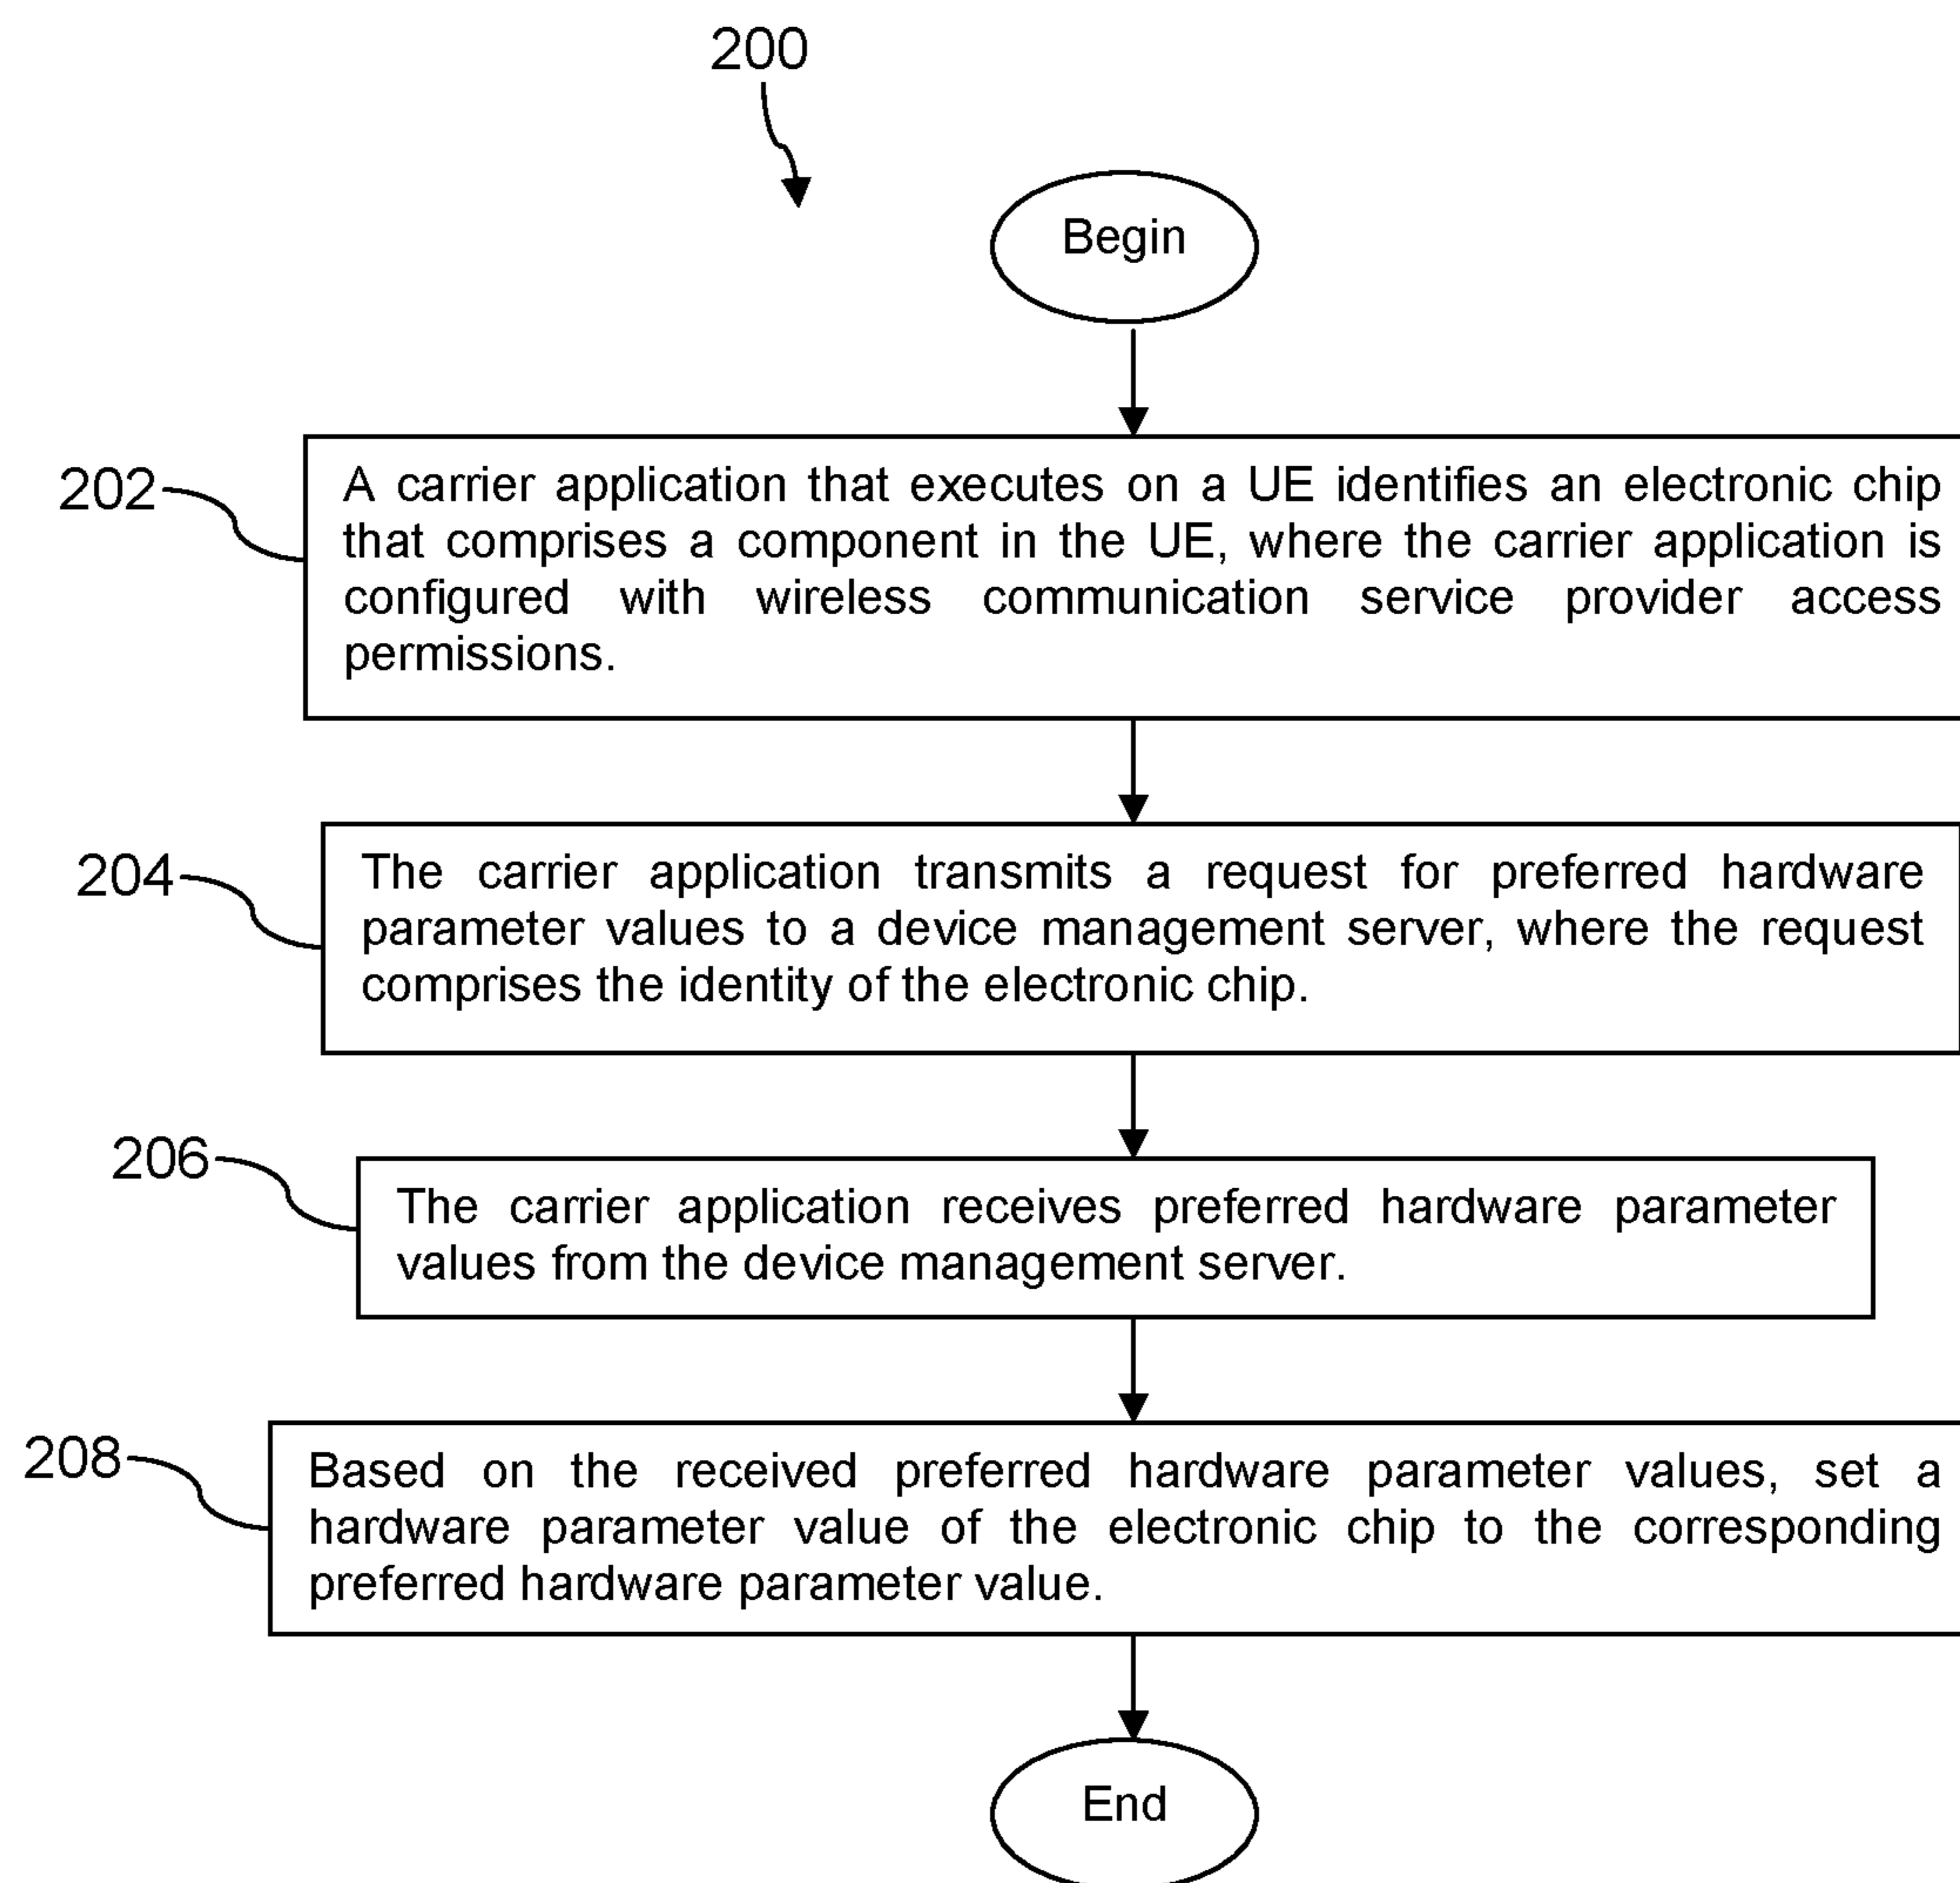 200
Begin
202
A carrier application that executes on a UE identifies an electronic chip
that comprises a component in the UE, where the carrier application is
configured with wireless communication service provider access
permissions.
204
The carrier application transmits a request for preferred hardware
parameter values to a device management server, where the request
comprises the identity of the electronic chip.
206
The carrier application receives preferred hardware parameter
values from the device management server.
208
Based on the received preferred hardware parameter values, set a
hardware parameter value of the electronic chip to the corresponding
preferred hardware parameter value.
End